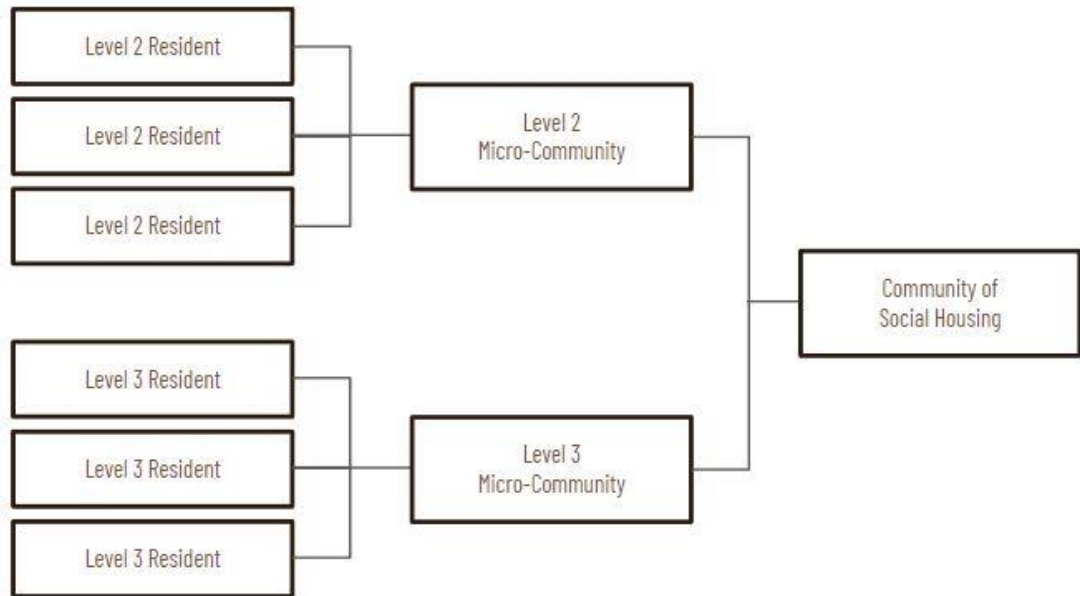 Level 2 Resident
Level 2 Resident
Level 2 Resident
Level 2
Micro-Community
Community of
Social Housing
Level 3 Resident
Level 3 Resident
Level 3 Resident
Level 3
Micro-Community